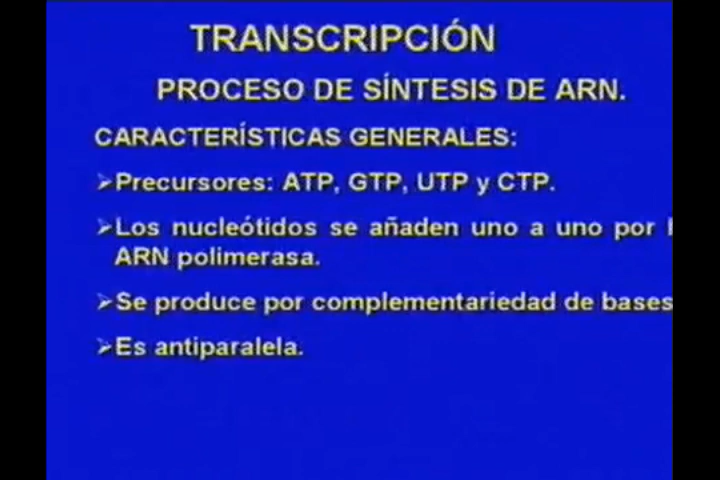 TRANSCRIPCIÓN
PROCESO DE SÍNTESIS DE ARN.
CARACTERÍSTICAS GENERALES:
➢Precursores: ATP, GTP, UTP y CTP.
➢Los nucleótidos se añaden uno a uno por
ARN polimerasa.
➢Se produce por complementariedad de bases
➢Es antiparalela.